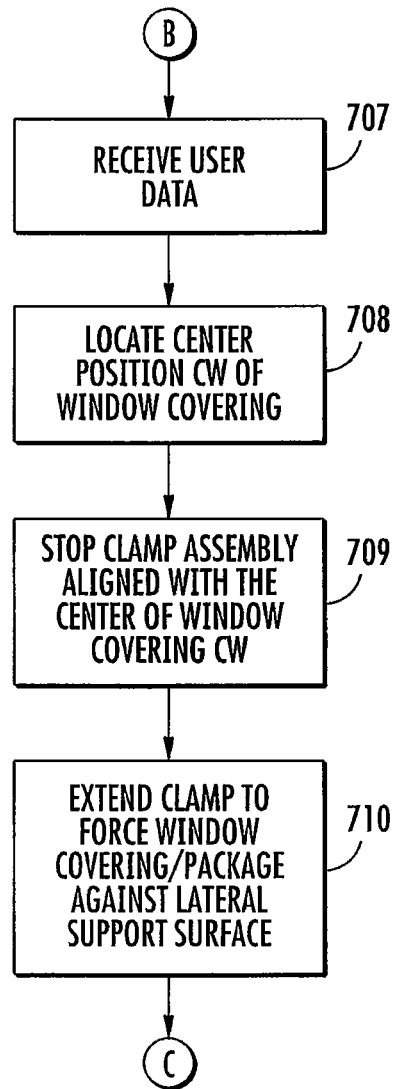 B
707
RECEIVE USER
DATA
708
LOCATE CENTER
POSITION CW OF
WINDOW COVERING
709
STOP CLAMP ASSEMBLY
ALIGNED WITH THE
CENTER OF WINDOW
COVERING CW
710
EXTEND CLAMP TO
FORCE WINDOW
COVERING/PACKAGE
AGAINST LATERAL
SUPPORT SURFACE
C